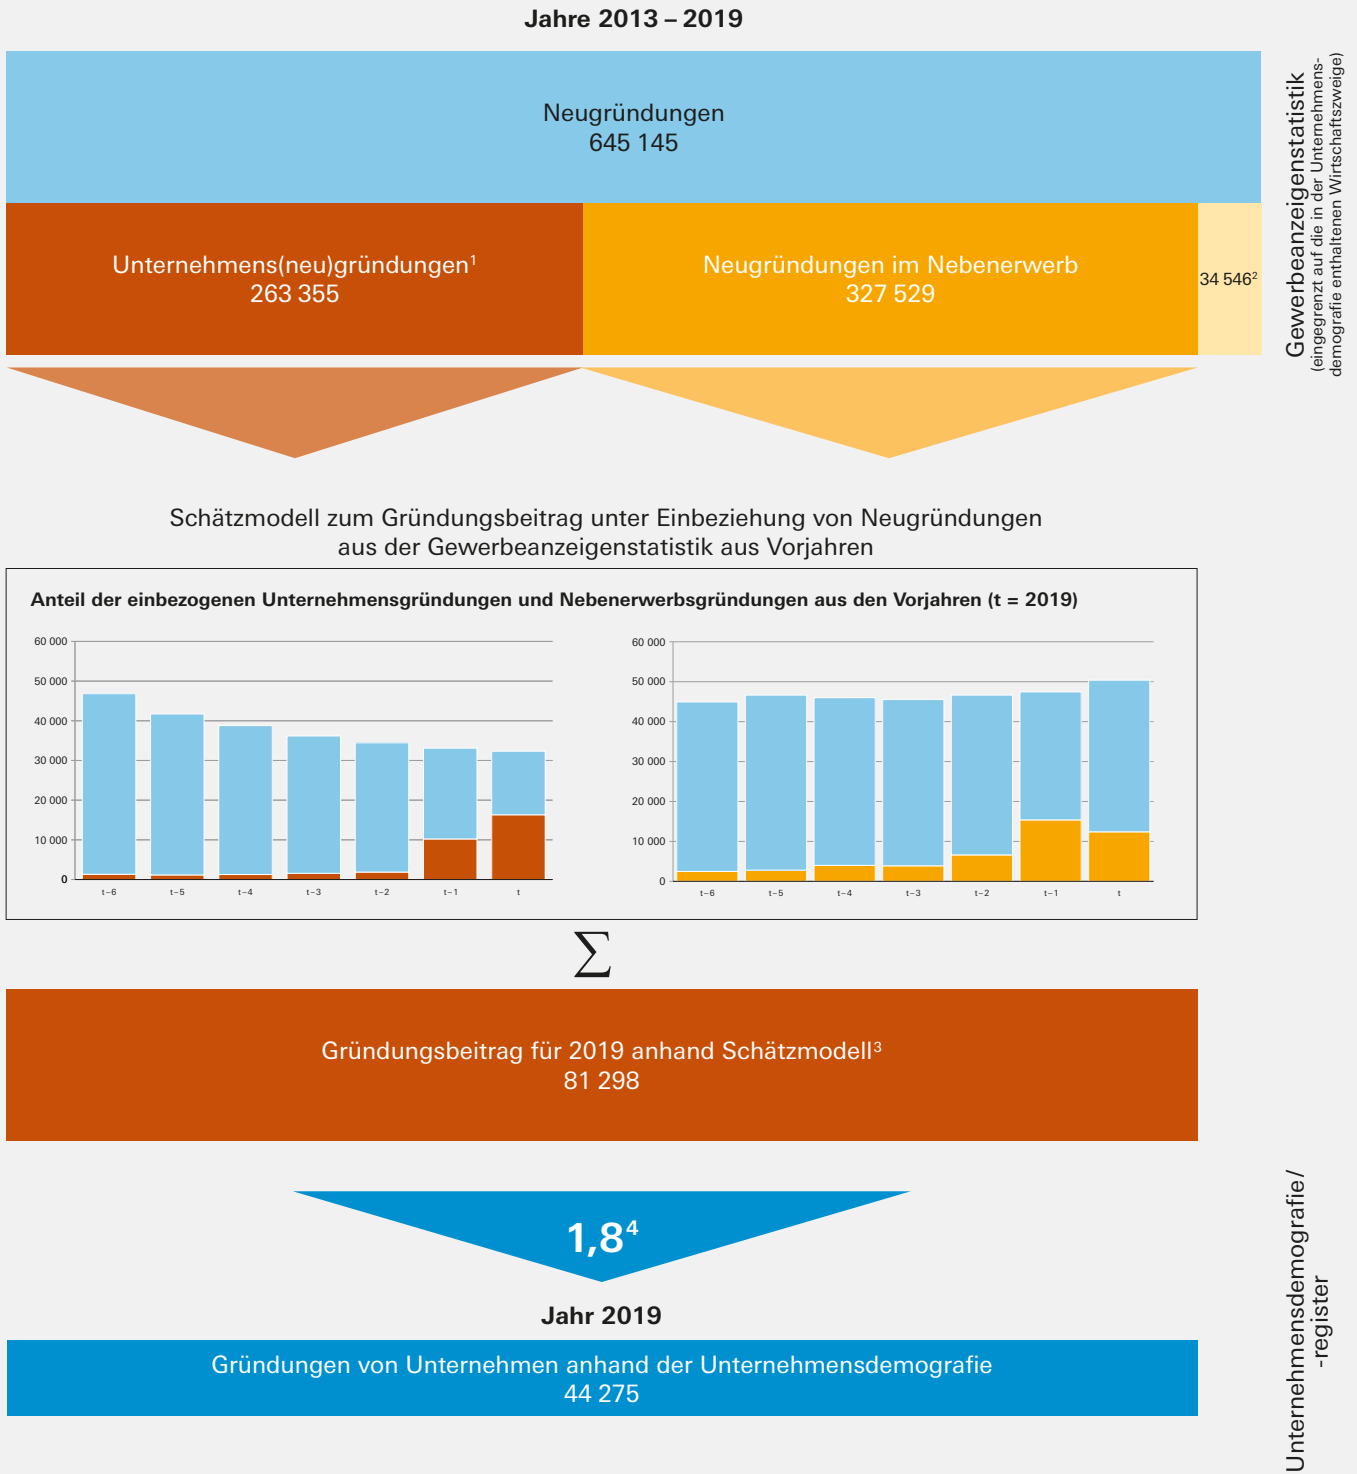 Jahre 2013 – 2019
Neugründungen
645 145
Unternehmens(neu)gründungen¹
263 355
Neugründungen im Nebenerwerb
327 529
34 546²
Gewerbeanzeigenstatistik
(eingegrenzt auf die in der Unternehmens-
demografie enthaltenen Wirtschaftszweige)
Schätzmodell zum Gründungsbeitrag unter Einbeziehung von Neugründungen
aus der Gewerbeanzeigenstatistik aus Vorjahren
Anteil der einbezogenen Unternehmensgründungen und Nebenerwerbsgründungen aus den Vorjahren (t = 2019)
60 000
50 000
40 000
30 000
20 000
10 000
0
t–6 t–5 t–4 t–3 t–2 t–1 t
60 000
50 000
40 000
30 000
20 000
10 000
0
t–6 t–5 t–4 t–3 t–2 t–1 t
∑
Gründungsbeitrag für 2019 anhand Schätzmodell³
81 298
1,8⁴
Jahr 2019
Gründungen von Unternehmen anhand der Unternehmensdemografie
44 275
Unternehmensdemografie/
-register